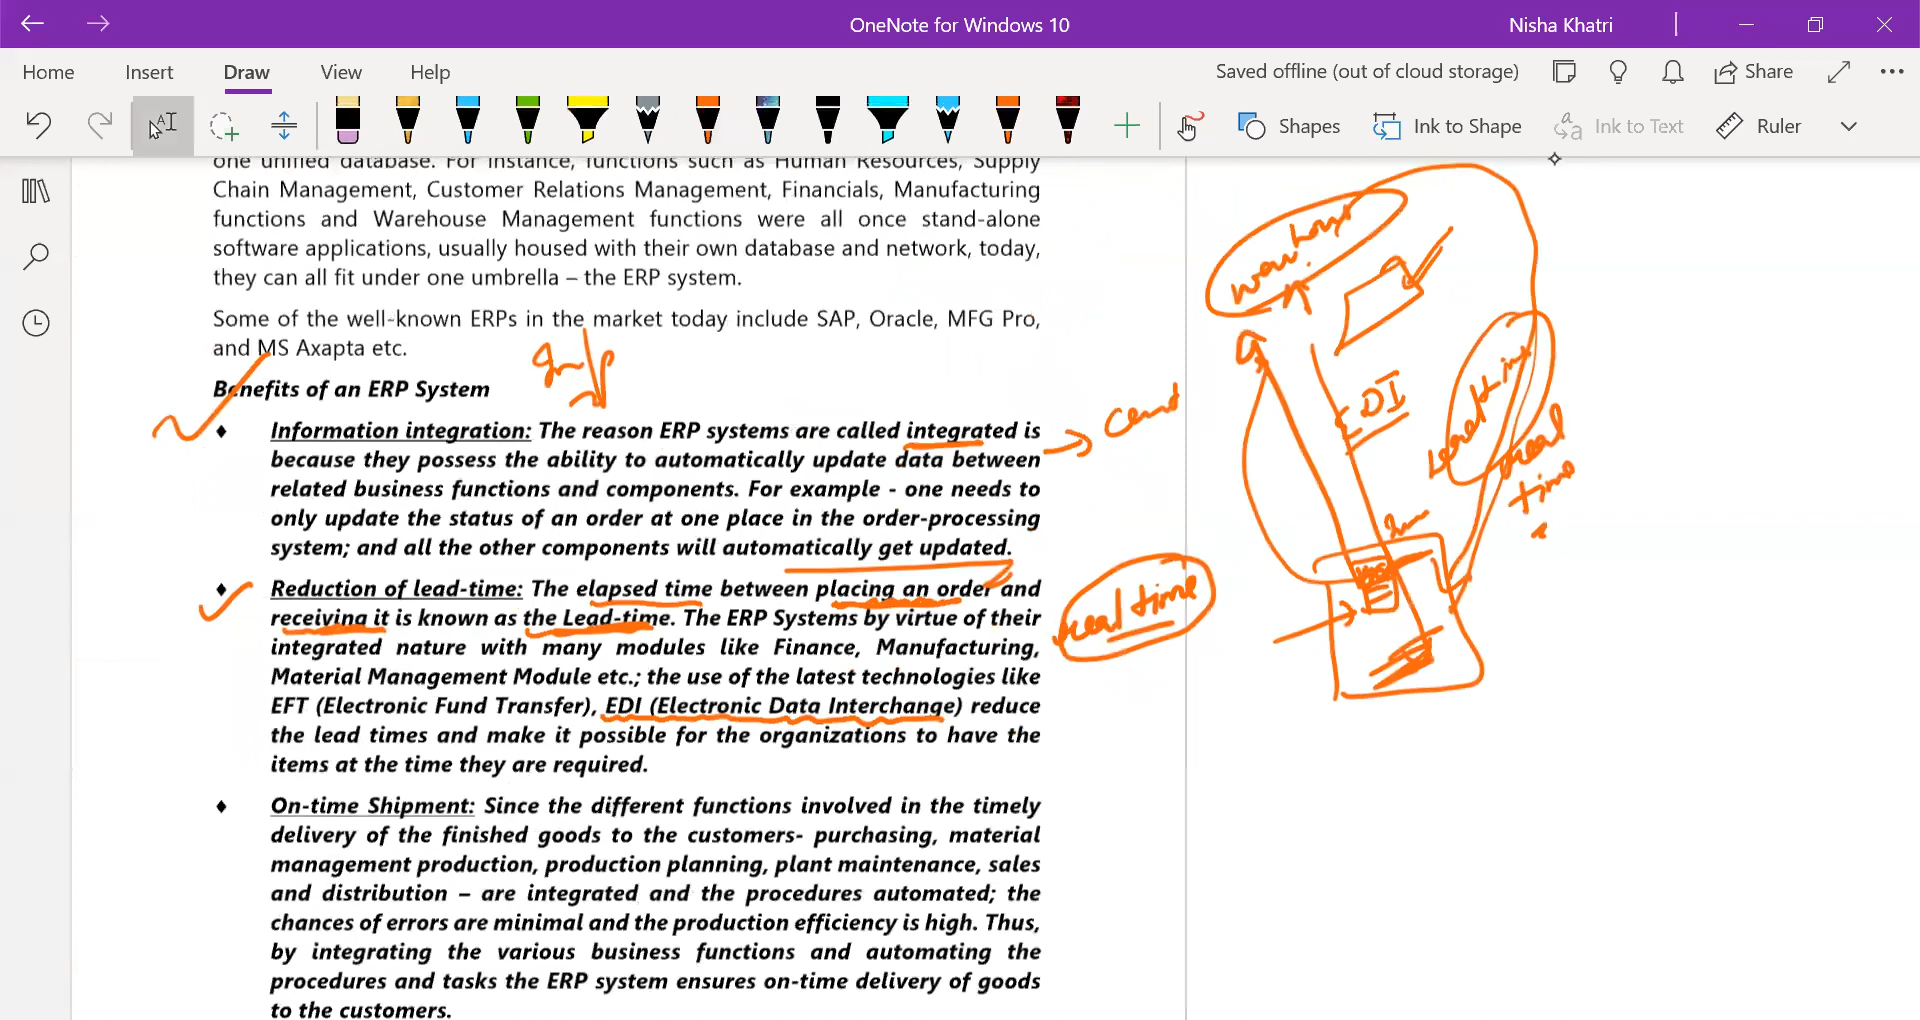 OneNote for Windows 10
Nisha Khatri
Home Insert Draw View Help
Saved offline (out of cloud storage)
Share
Shapes Ink to Shape Ink to Text Ruler
one unified database. For instance, functions such as Human Resources, Supply
Chain Management, Customer Relations Management, Financials, Manufacturing
functions and Warehouse Management functions were all once stand-alone
software applications, usually housed with their own database and network, today,
they can all fit under one umbrella – the ERP system.
Some of the well-known ERPs in the market today include SAP, Oracle, MFG Pro,
and MS Axapta etc.
Benefits of an ERP System
♦ Information integration: The reason ERP systems are called integrated is
because they possess the ability to automatically update data between
related business functions and components. For example - one needs to
only update the status of an order at one place in the order-processing
system; and all the other components will automatically get updated.
♦ Reduction of lead-time: The elapsed time between placing an order and
receiving it is known as the Lead-time. The ERP Systems by virtue of their
integrated nature with many modules like Finance, Manufacturing,
Material Management Module etc.; the use of the latest technologies like
EFT (Electronic Fund Transfer), EDI (Electronic Data Interchange) reduce
the lead times and make it possible for the organizations to have the
items at the time they are required.
♦ On-time Shipment: Since the different functions involved in the timely
delivery of the finished goods to the customers- purchasing, material
management production, production planning, plant maintenance, sales
and distribution – are integrated and the procedures automated; the
chances of errors are minimal and the production efficiency is high. Thus,
by integrating the various business functions and automating the
procedures and tasks the ERP system ensures on-time delivery of goods
to the customers.
EDI
real
time
real time